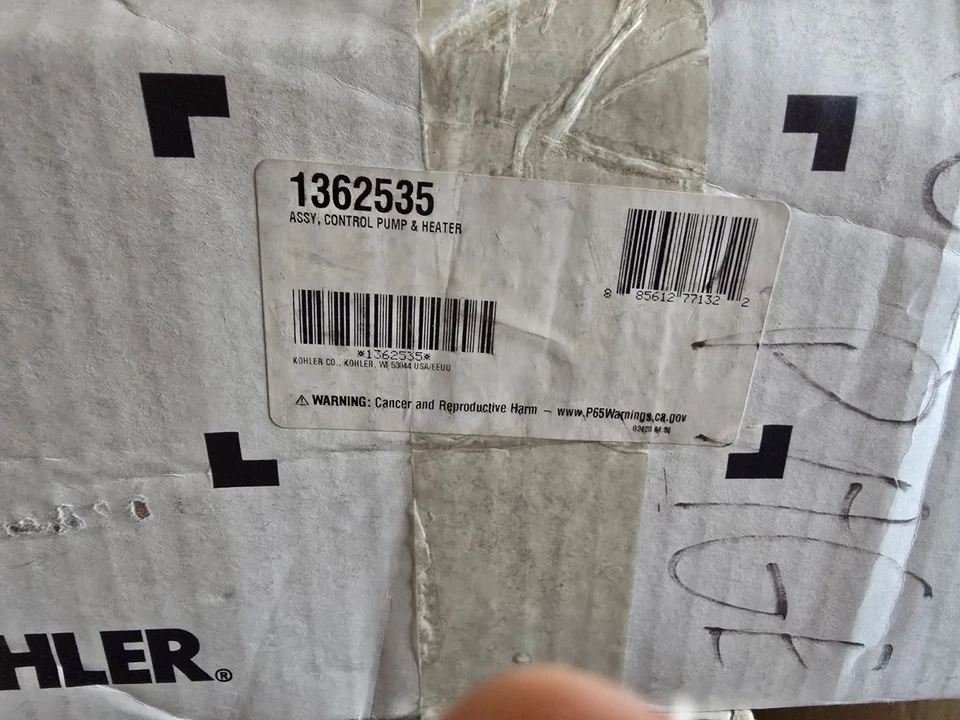 1362535
ASSY, CONTROL PUMP & HEATER
8 85612 77132 2
*1362535*
KOHLER CO., KOHLER, WI 53044 USA/EEUU
⚠ WARNING: Cancer and Reproductive Harm – www.P65Warnings.ca.gov
HLER®